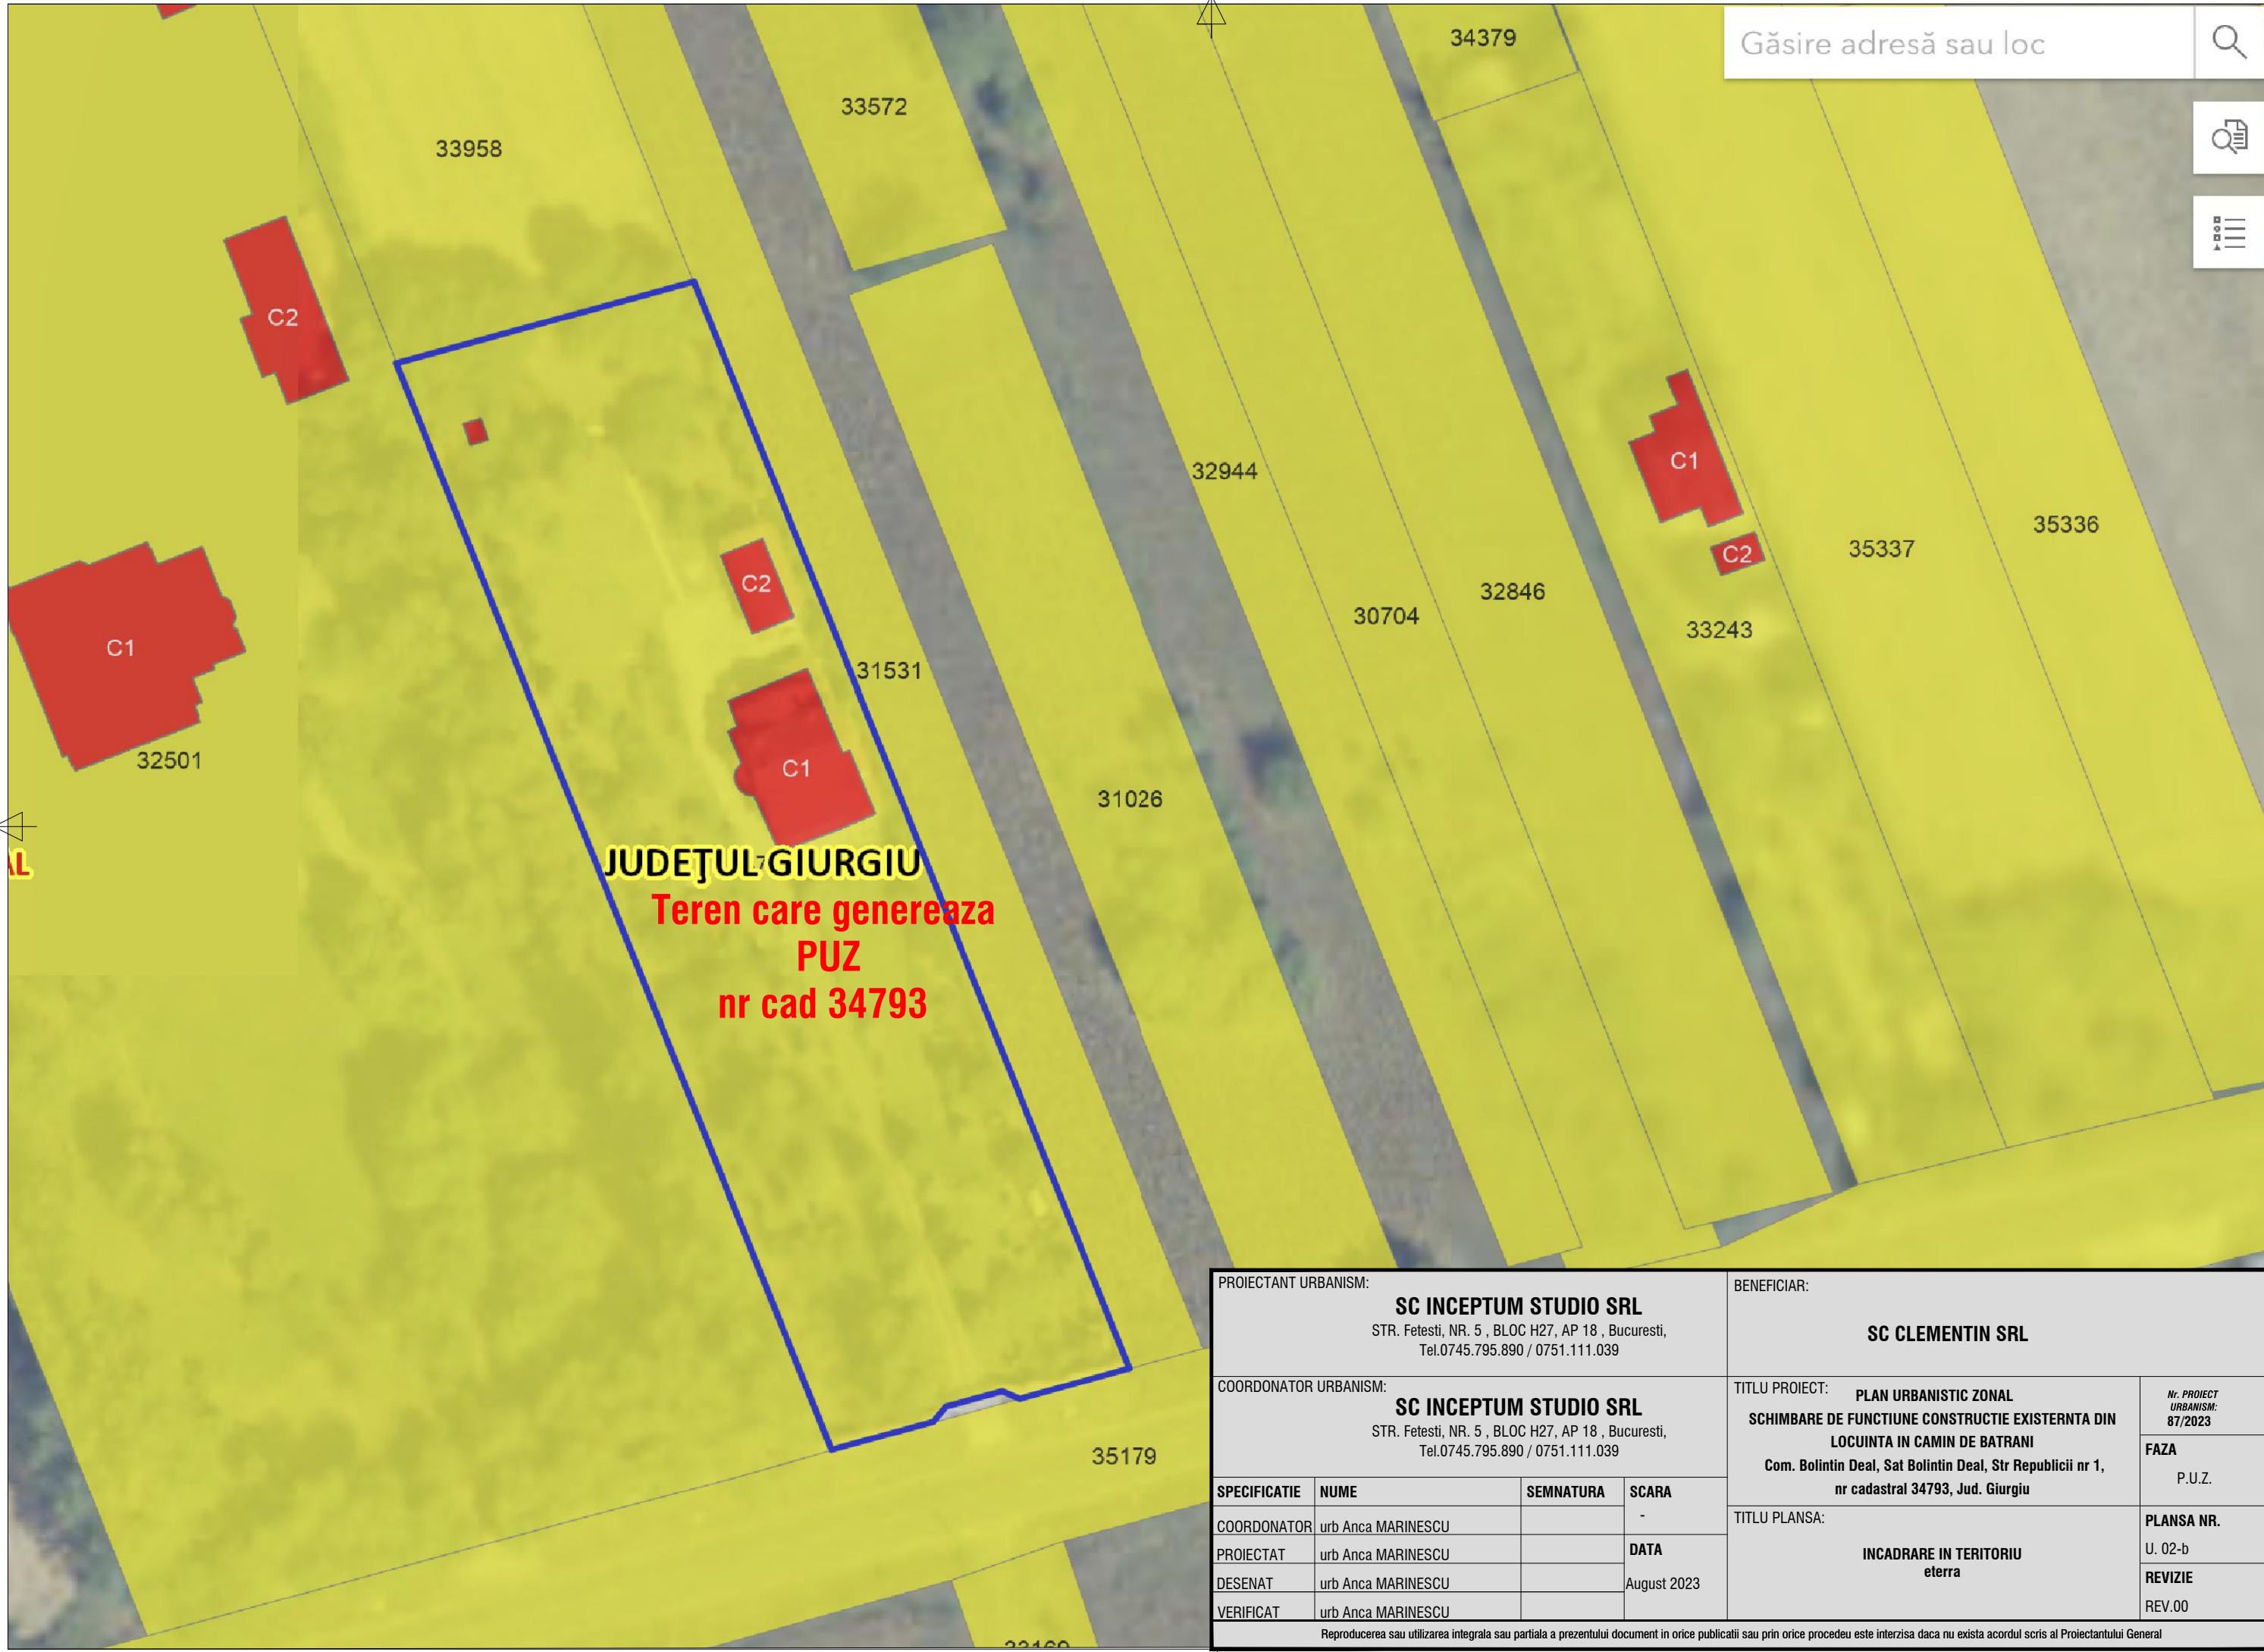 34379
Găsire adresă sau loc
33572
33958
C2
32944
C1
35336
C2
35337
C2
32846
30704
33243
C1
31531
32501
C1
31026
JUDEŢUL GIURGIU
AL
Teren care genereaza
PUZ
nr cad 34793
35179
PROIECTANT URBANISM:
SC INCEPTUM STUDIO SRL
STR. Fetesti, NR. 5 , BLOC H27, AP 18 , Bucuresti,
Tel.0745.795.890 / 0751.111.039
BENEFICIAR:
SC CLEMENTIN SRL
COORDONATOR URBANISM:
SC INCEPTUM STUDIO SRL
STR. Fetesti, NR. 5 , BLOC H27, AP 18 , Bucuresti,
Tel.0745.795.890 / 0751.111.039
TITLU PROIECT: PLAN URBANISTIC ZONAL
SCHIMBARE DE FUNCTIUNE CONSTRUCTIE EXISTERNTA DIN
LOCUINTA IN CAMIN DE BATRANI
Com. Bolintin Deal, Sat Bolintin Deal, Str Republicii nr 1,
nr cadastral 34793, Jud. Giurgiu
Nr. PROIECT
URBANISM:
87/2023
FAZA
P.U.Z.
SPECIFICATIE NUME SEMNATURA SCARA
-
COORDONATOR urb Anca MARINESCU
PROIECTAT urb Anca MARINESCU
DATA
DESENAT urb Anca MARINESCU
August 2023
VERIFICAT urb Anca MARINESCU
TITLU PLANSA:
INCADRARE IN TERITORIU
eterra
PLANSA NR.
U. 02-b
REVIZIE
REV.00
Reproducerea sau utilizarea integrala sau partiala a prezentului document in orice publicatii sau prin orice procedeu este interzisa daca nu exista acordul scris al Proiectantului General